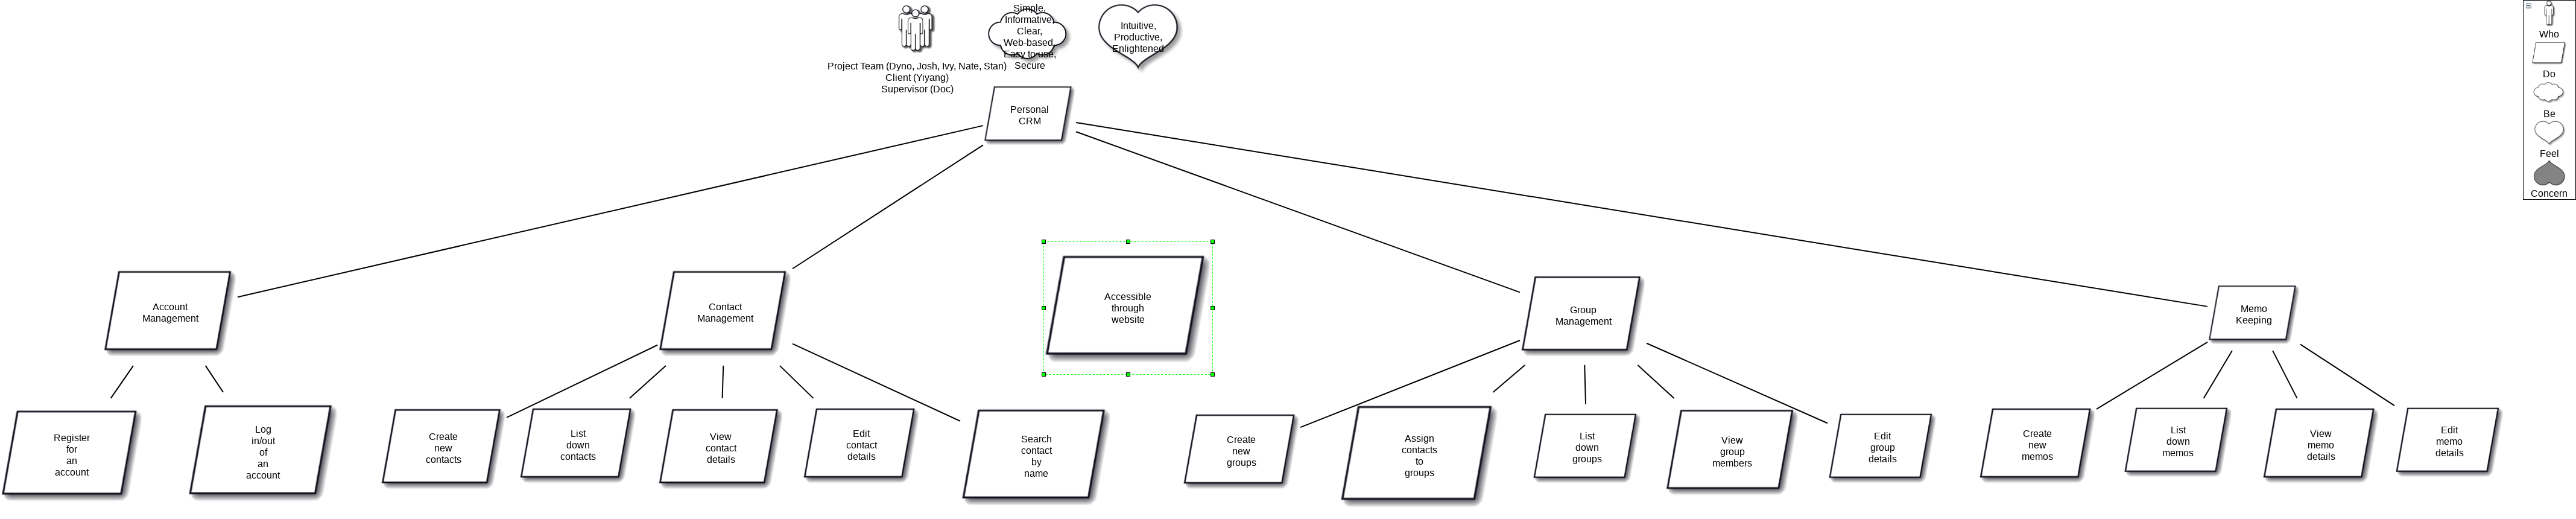 Simple,
Informative,
Clear,
Web-based,
Easy to use,
Secure
Intuitive,
Productive,
Enlightened
Project Team (Dyno, Josh, Ivy, Nate, Stan)
Client (Yiyang)
Supervisor (Doc)
Who
Do
Be
Feel
Concern
Personal
CRM
Account
Management
Contact
Management
Accessible
through
website
Group
Management
Memo
Keeping
Register
for
an
account
Log
in/out
of
an
account
Create
new
contacts
List
down
contacts
View
contact
details
Edit
contact
details
Search
contact
by
name
Create
new
groups
Assign
contacts
to
groups
List
down
groups
View
group
members
Edit
group
details
Create
new
memos
List
down
memos
View
memo
details
Edit
memo
details